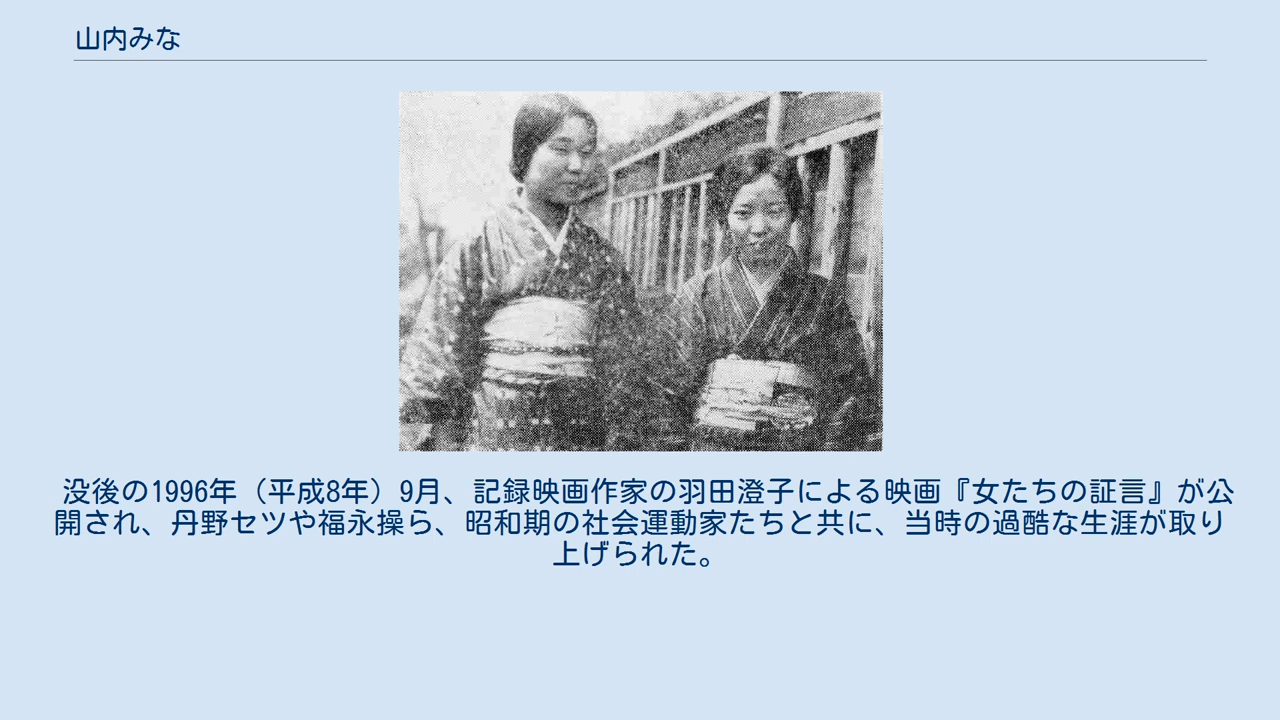 山内みな
没後の1996年（平成8年）9月、記録映画作家の羽田澄子による映画『女たちの証言』が公
開され、丹野セツや福永操ら、昭和期の社会運動家たちと共に、当時の過酷な生涯が取り
上げられた。